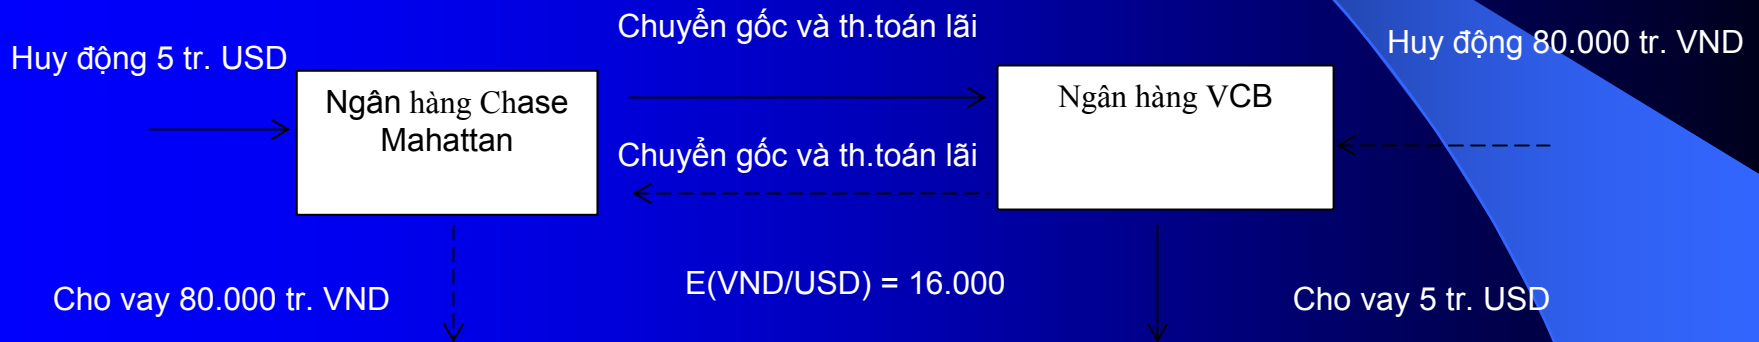 Chuyển gốc và th.toán lãi
Huy động 5 tr. USD
Huy động 80.000 tr. VND
Ngân hàng Chase
Mahattan
Ngân hàng VCB
Chuyển gốc và th.toán lãi
E(VND/USD) = 16.000
Cho vay 80.000 tr. VND
Cho vay 5 tr. USD